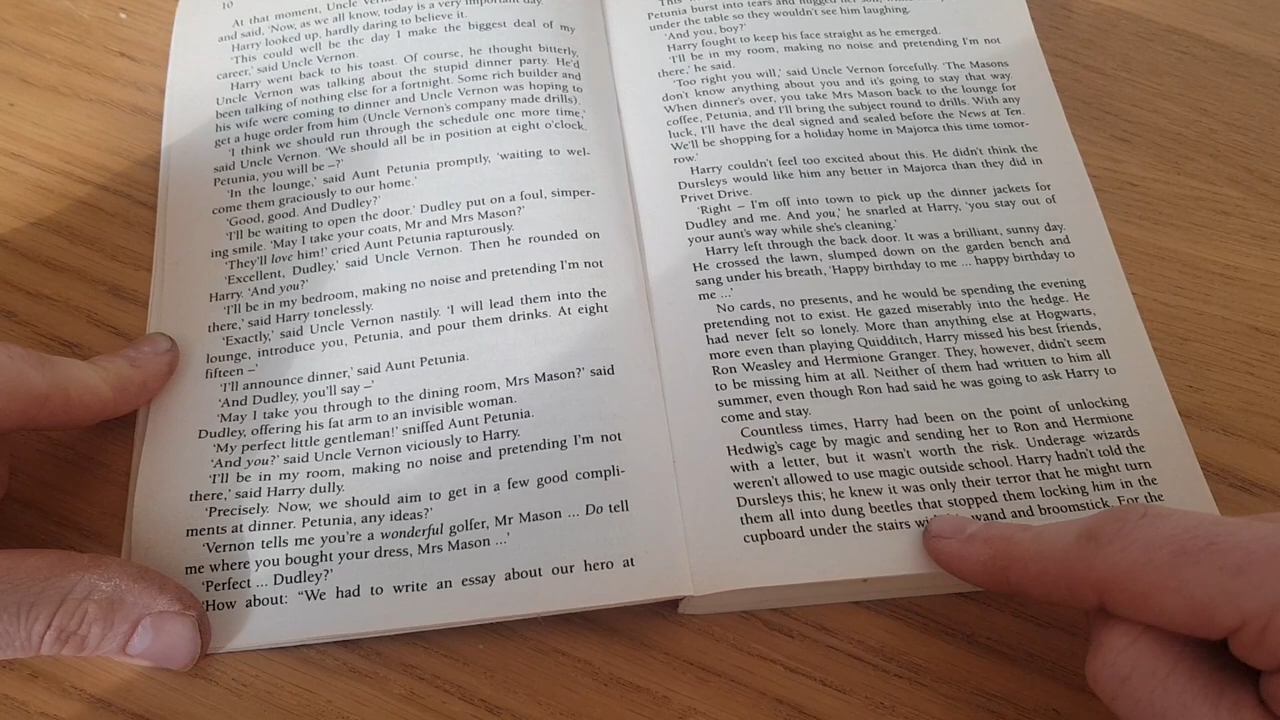 10
At that moment, Uncle
and said, 'Now, as we all know, today is a very important day.'
Harry looked up, hardly daring to believe it.
'This could well be the day I make the biggest deal of my
career,' said Uncle Vernon.
Harry went back to his toast. Of course, he thought bitterly,
Uncle Vernon was talking about the stupid dinner party. He'd
been talking of nothing else for a fortnight. Some rich builder and
his wife were coming to dinner and Uncle Vernon was hoping to
get a huge order from him (Uncle Vernon's company made drills).
'I think we should run through the schedule one more time,'
said Uncle Vernon. 'We should all be in position at eight o'clock.
Petunia, you will be –?'
'In the lounge,' said Aunt Petunia promptly, 'waiting to wel-
come them graciously to our home.'
'Good, good. And Dudley?'
'I'll be waiting to open the door.' Dudley put on a foul, simper-
ing smile. 'May I take your coats, Mr and Mrs Mason?'
'They'll love him!' cried Aunt Petunia rapturously.
'Excellent, Dudley,' said Uncle Vernon. Then he rounded on
Harry. 'And you?'
'I'll be in my bedroom, making no noise and pretending I'm not
there,' said Harry tonelessly.
'Exactly,' said Uncle Vernon nastily. 'I will lead them into the
lounge, introduce you, Petunia, and pour them drinks. At eight
fifteen –'
'I'll announce dinner,' said Aunt Petunia.
'And Dudley, you'll say –'
'May I take you through to the dining room, Mrs Mason?' said
Dudley, offering his fat arm to an invisible woman.
'My perfect little gentleman!' sniffed Aunt Petunia.
'And you?' said Uncle Vernon viciously to Harry.
'I'll be in my room, making no noise and pretending I'm not
there,' said Harry dully.
'Precisely. Now, we should aim to get in a few good compli-
ments at dinner. Petunia, any ideas?'
'Vernon tells me you're a wonderful golfer, Mr Mason ... Do tell
me where you bought your dress, Mrs Mason ...'
'Perfect ... Dudley?'
'How about: "We had to write an essay about our hero at
Petunia burst into tears and hugged her son,
under the table so they wouldn't see him laughing.
'And you, boy?'
Harry fought to keep his face straight as he emerged.
'I'll be in my room, making no noise and pretending I'm not
there,' he said.
'Too right you will,' said Uncle Vernon forcefully. 'The Masons
don't know anything about you and it's going to stay that way.
When dinner's over, you take Mrs Mason back to the lounge for
coffee, Petunia, and I'll bring the subject round to drills. With any
luck, I'll have the deal signed and sealed before the News at Ten.
We'll be shopping for a holiday home in Majorca this time tomor-
row.'
Harry couldn't feel too excited about this. He didn't think the
Dursleys would like him any better in Majorca than they did in
Privet Drive.
'Right – I'm off into town to pick up the dinner jackets for
Dudley and me. And you,' he snarled at Harry, 'you stay out of
your aunt's way while she's cleaning.'
Harry left through the back door. It was a brilliant, sunny day.
He crossed the lawn, slumped down on the garden bench and
sang under his breath, 'Happy birthday to me ... happy birthday to
me ...'
No cards, no presents, and he would be spending the evening
pretending not to exist. He gazed miserably into the hedge. He
had never felt so lonely. More than anything else at Hogwarts,
more even than playing Quidditch, Harry missed his best friends,
Ron Weasley and Hermione Granger. They, however, didn't seem
to be missing him at all. Neither of them had written to him all
summer, even though Ron had said he was going to ask Harry to
come and stay.
Countless times, Harry had been on the point of unlocking
Hedwig's cage by magic and sending her to Ron and Hermione
with a letter, but it wasn't worth the risk. Underage wizards
weren't allowed to use magic outside school. Harry hadn't told the
Dursleys this; he knew it was only their terror that he might turn
them all into dung beetles that stopped them locking him in the
cupboard under the stairs wand and broomstick. For the